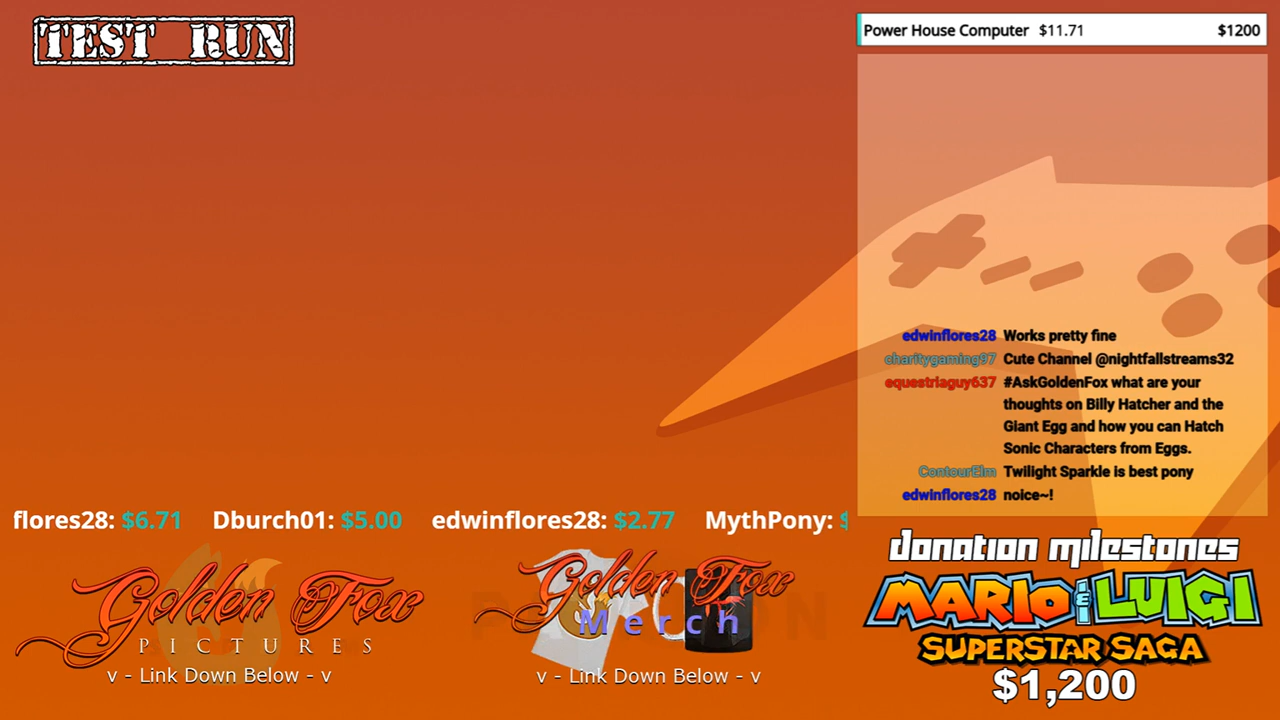 TEST RUN
Power House Computer $11.71 $1200
edwinflores28 Works pretty fine
charitygaming97 Cute Channel @nightfallstreams32
equestriaguy637 #AskGoldenFox what are your
thoughts on Billy Hatcher and the
Giant Egg and how you can Hatch
Sonic Characters from Eggs.
ContourElm Twilight Sparkle is best pony
edwinflores28 noice~!
flores28: $6.71 Dburch01: $5.00 edwinflores28: $2.77 MythPony: $
Golden Fox
PICTURES
v - Link Down Below - v
Golden Fox
Merch
v - Link Down Below - v
donation milestones
MARIO & LUIGI
SUPERSTAR SAGA
$1,200